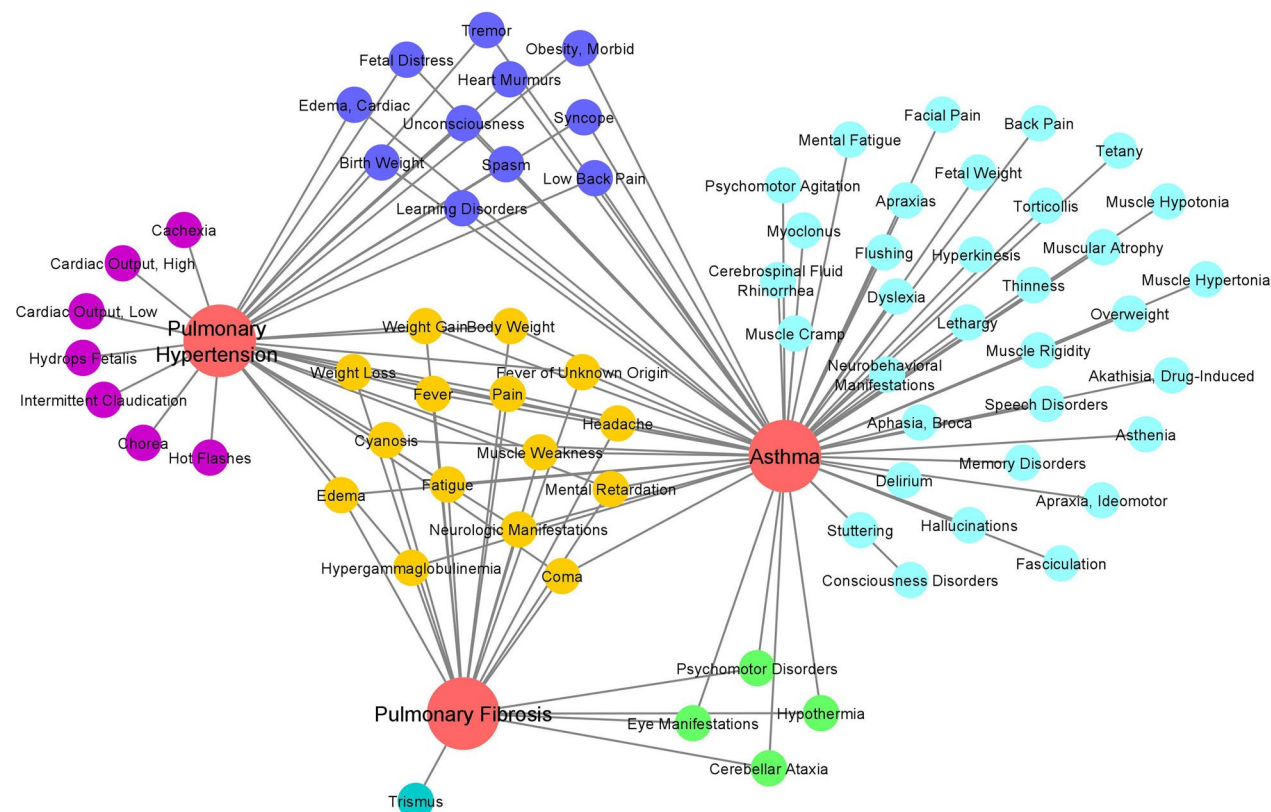 Tremor
Fetal Distress
Obesity, Morbid
Heart Murmurs
Edema, Cardiac
Unconsciousness
Syncope
Birth Weight
Spasm
Low Back Pain
Learning Disorders
Cachexia
Cardiac Output, High
Cardiac Output, Low
Pulmonary
Hypertension
Hydrops Fetalis
Intermittent Claudication
Chorea
Hot Flashes
Weight Gain
Body Weight
Weight Loss
Fever of Unknown Origin
Fever
Pain
Headache
Cyanosis
Muscle Weakness
Edema
Fatigue
Mental Retardation
Neurologic Manifestations
Hypergammaglobulinemia
Coma
Facial Pain
Back Pain
Mental Fatigue
Tetany
Fetal Weight
Psychomotor Agitation
Apraxias
Torticollis
Muscle Hypotonia
Myoclonus
Flushing
Hyperkinesis
Muscular Atrophy
Cerebrospinal Fluid
Rhinorrhea
Dyslexia
Thinness
Muscle Hypertonia
Muscle Cramp
Lethargy
Overweight
Neurobehavioral
Manifestations
Muscle Rigidity
Akathisia, Drug-Induced
Speech Disorders
Aphasia, Broca
Asthenia
Asthma
Memory Disorders
Delirium
Apraxia, Ideomotor
Stuttering
Hallucinations
Fasciculation
Consciousness Disorders
Psychomotor Disorders
Pulmonary Fibrosis
Eye Manifestations
Hypothermia
Cerebellar Ataxia
Trismus